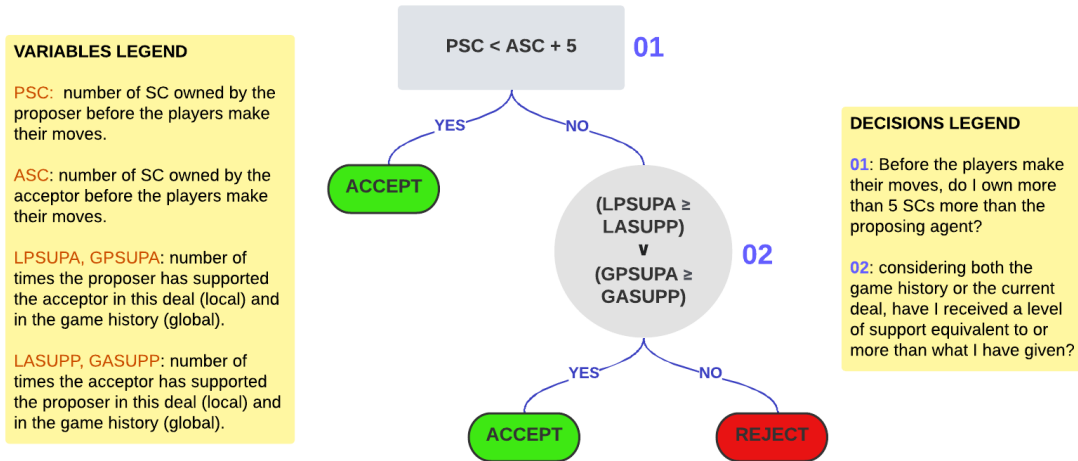 VARIABLES LEGEND
PSC: number of SC owned by the
proposer before the players make
their moves.
ASC: number of SC owned by the
acceptor before the players make
their moves.
LPSUPA, GPSUPA: number of
times the proposer has supported
the acceptor in this deal (local) and
in the game history (global).
LASUPP, GASUPP: number of
times the acceptor has supported
the proposer in this deal (local) and
in the game history (global).
PSC < ASC + 5
01
YES
NO
ACCEPT
(LPSUPA ≥
LASUPP)
∨
(GPSUPA ≥
GASUPP)
02
YES
NO
ACCEPT
REJECT
DECISIONS LEGEND
01: Before the players make
their moves, do I own more
than 5 SCs more than the
proposing agent?
02: considering both the
game history or the current
deal, have I received a level
of support equivalent to or
more than what I have given?